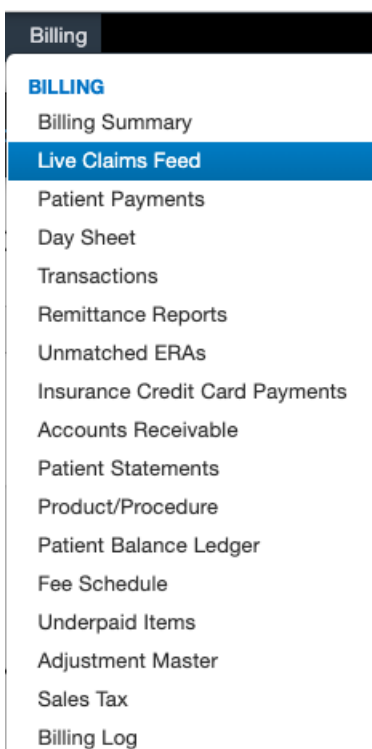 Billing
BILLING
Billing Summary
Live Claims Feed
Patient Payments
Day Sheet
Transactions
Remittance Reports
Unmatched ERAs
Insurance Credit Card Payments
Accounts Receivable
Patient Statements
Product/Procedure
Patient Balance Ledger
Fee Schedule
Underpaid Items
Adjustment Master
Sales Tax
Billing Log